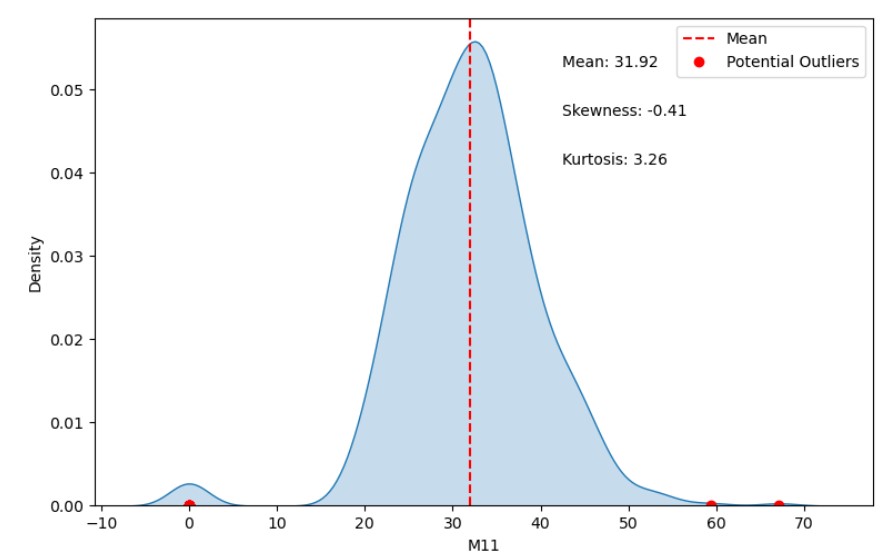 Mean
Potential Outliers
Mean: 31.92
Skewness: -0.41
Kurtosis: 3.26
Density
0.05
0.04
0.03
0.02
0.01
0.00
−10 0 10 20 30 40 50 60 70
M11